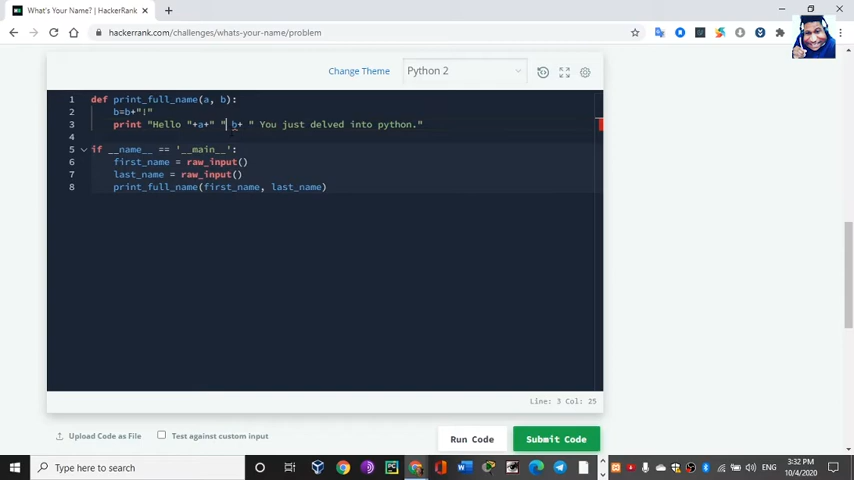 What's Your Name? | HackerRank
hackerrank.com/challenges/whats-your-name/problem
Change Theme
Python 2
1 def print_full_name(a, b):
2 b=b+"!"
3 print "Hello "+a+" " b+ " You just delved into python."
4
5 if __name__ == '__main__':
6 first_name = raw_input()
7 last_name = raw_input()
8 print_full_name(first_name, last_name)
Line: 3 Col: 25
Upload Code as File
Test against custom input
Run Code
Submit Code
Type here to search
ENG
3:32 PM
10/4/2020